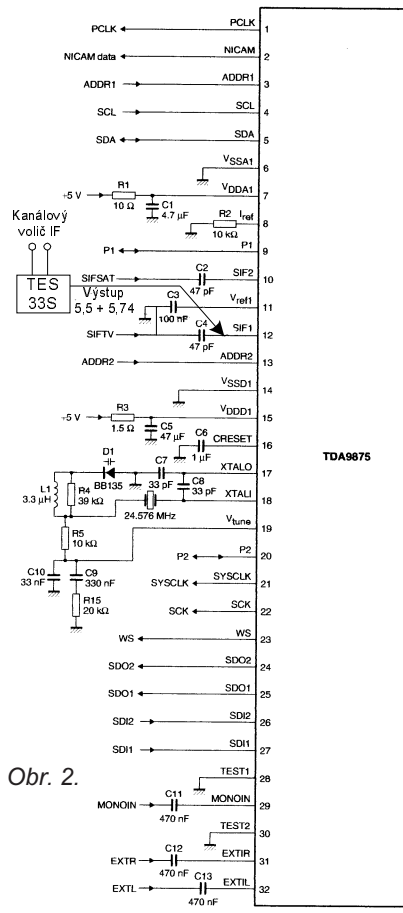 PCLK PCLK 1
NICAM data NICAM 2
ADDR1 ADDR1 3
SCL SCL 4
SDA SDA 5
VSSA1 6
+5 V R1 10 Ω C1 4.7 µF VDDA1 7
R2 10 kΩ Iref 8
Kanálový
volič IF
P1 P1 9
TES
33S
SIFSAT C2 47 pF SIF2 10
Výstup
5,5 + 5,74
C3 100 nF Vref1 11
SIFTV C4 47 pF SIF1 12
ADDR2 ADDR2 13
VSSD1 14
+5 V R3 1.5 Ω C5 47 µF VDDD1 15
C6 1 µF CRESET 16
TDA9875
D1 BB135 C7 33 pF XTALO 17
L1 3.3 µH R4 39 kΩ 24.576 MHz C8 33 pF XTALI 18
R5 10 kΩ Vtune 19
C10 33 nF C9 330 nF P2 P2 20
SYSCLK SYSCLK 21
R15 20 kΩ SCK SCK 22
WS WS 23
SDO2 SDO2 24
SDO1 SDO1 25
SDI2 SDI2 26
SDI1 SDI1 27
Obr. 2.
TEST1 28
MONOIN C11 470 nF MONOIN 29
TEST2 30
EXTR C12 470 nF EXTIR 31
EXTL C13 470 nF EXTIL 32